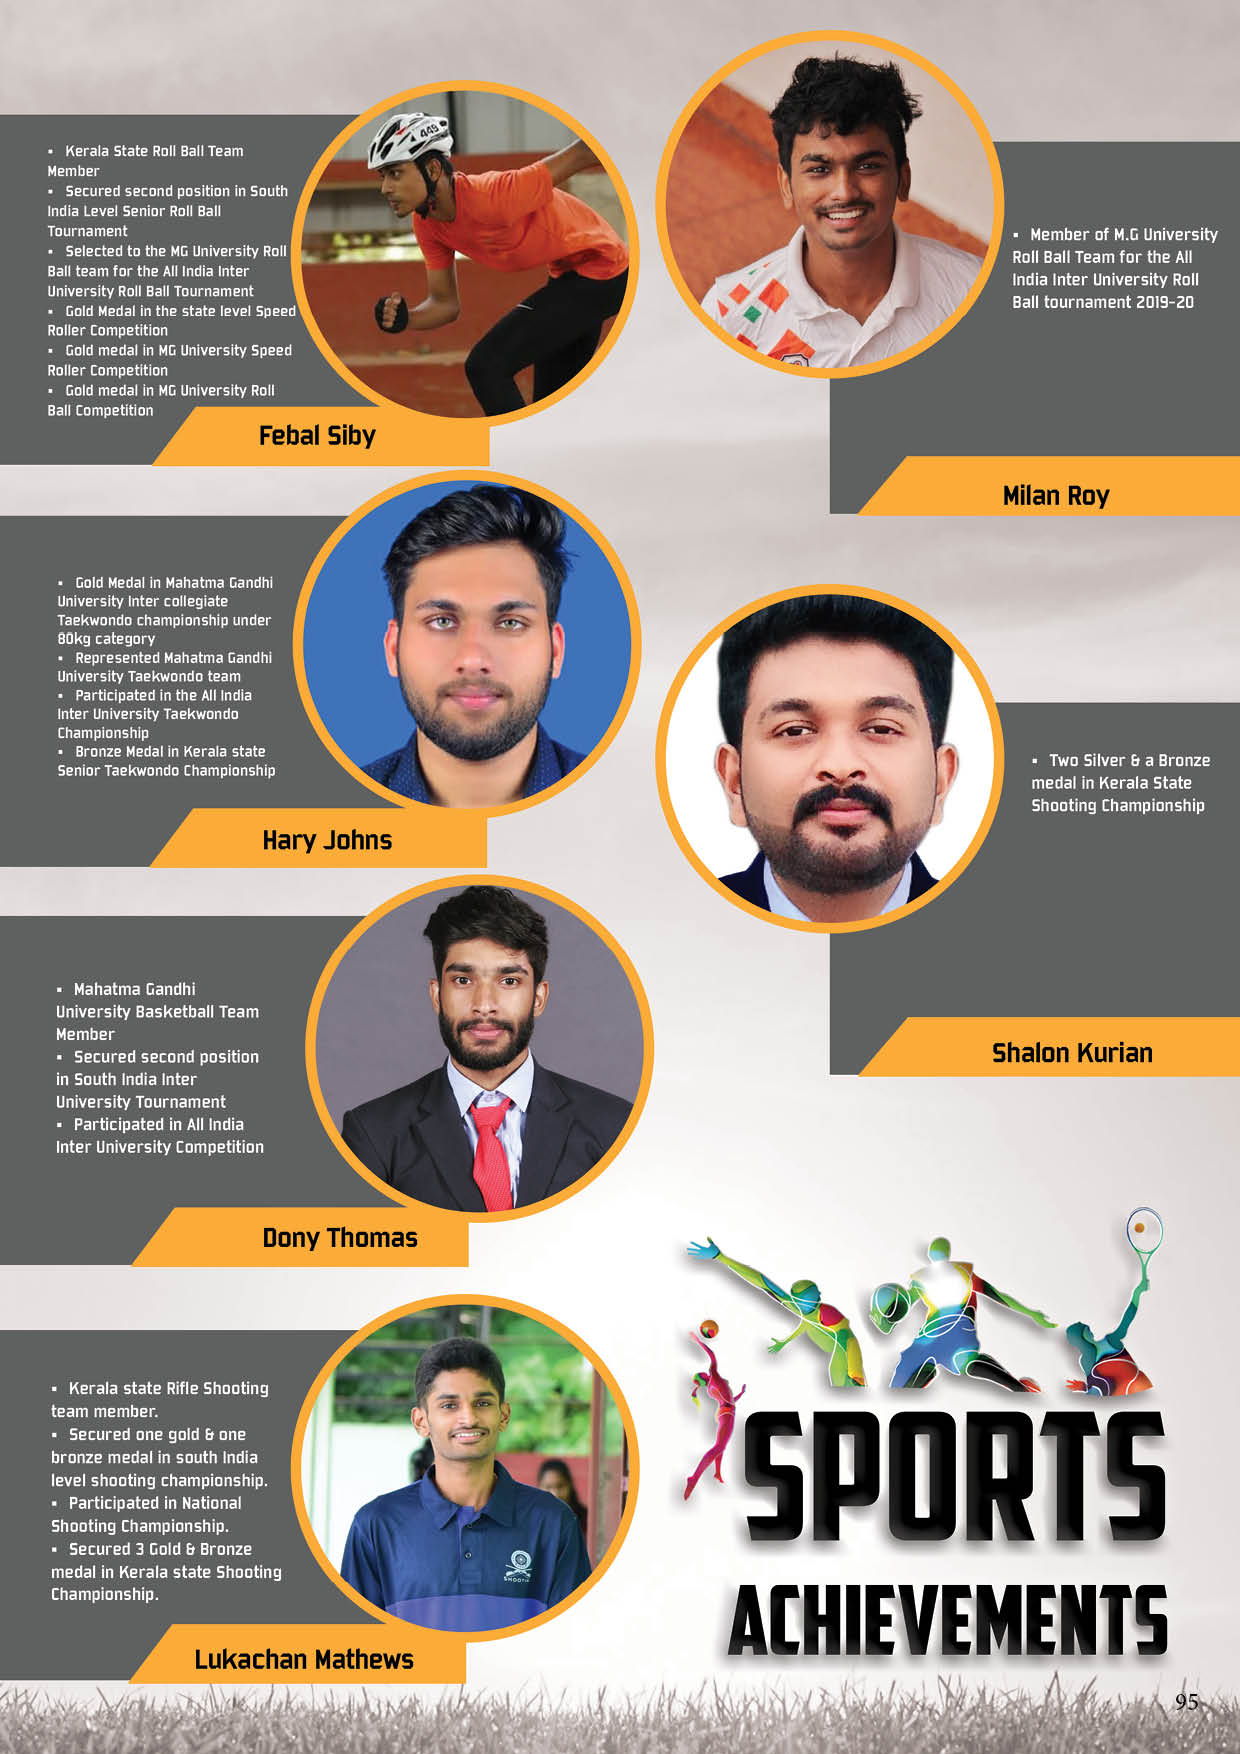 ▪ Kerala State Roll Ball Team
Member
▪ Secured second position in South
India Level Senior Roll Ball
Tournament
▪ Selected to the MG University Roll
Ball team for the All India Inter
University Roll Ball Tournament
▪ Gold Medal in the state level Speed
Roller Competition
▪ Gold medal in MG University Speed
Roller Competition
▪ Gold medal in MG University Roll
Ball Competition
449
Febal Siby
▪ Member of M.G University
Roll Ball Team for the All
India Inter University Roll
Ball tournament 2019-20
Milan Roy
▪ Gold Medal in Mahatma Gandhi
University Inter collegiate
Taekwondo championship under
80kg category
▪ Represented Mahatma Gandhi
University Taekwondo team
▪ Participated in the All India
Inter University Taekwondo
Championship
▪ Bronze Medal in Kerala state
Senior Taekwondo Championship
Hary Johns
▪ Two Silver & a Bronze
medal in Kerala State
Shooting Championship
Shalon Kurian
▪ Mahatma Gandhi
University Basketball Team
Member
▪ Secured second position
in South India Inter
University Tournament
▪ Participated in All India
Inter University Competition
Dony Thomas
▪ Kerala state Rifle Shooting
team member.
▪ Secured one gold & one
bronze medal in south India
level shooting championship.
▪ Participated in National
Shooting Championship.
▪ Secured 3 Gold & Bronze
medal in Kerala state Shooting
Championship.
Lukachan Mathews
SPORTS
ACHIEVEMENTS
95